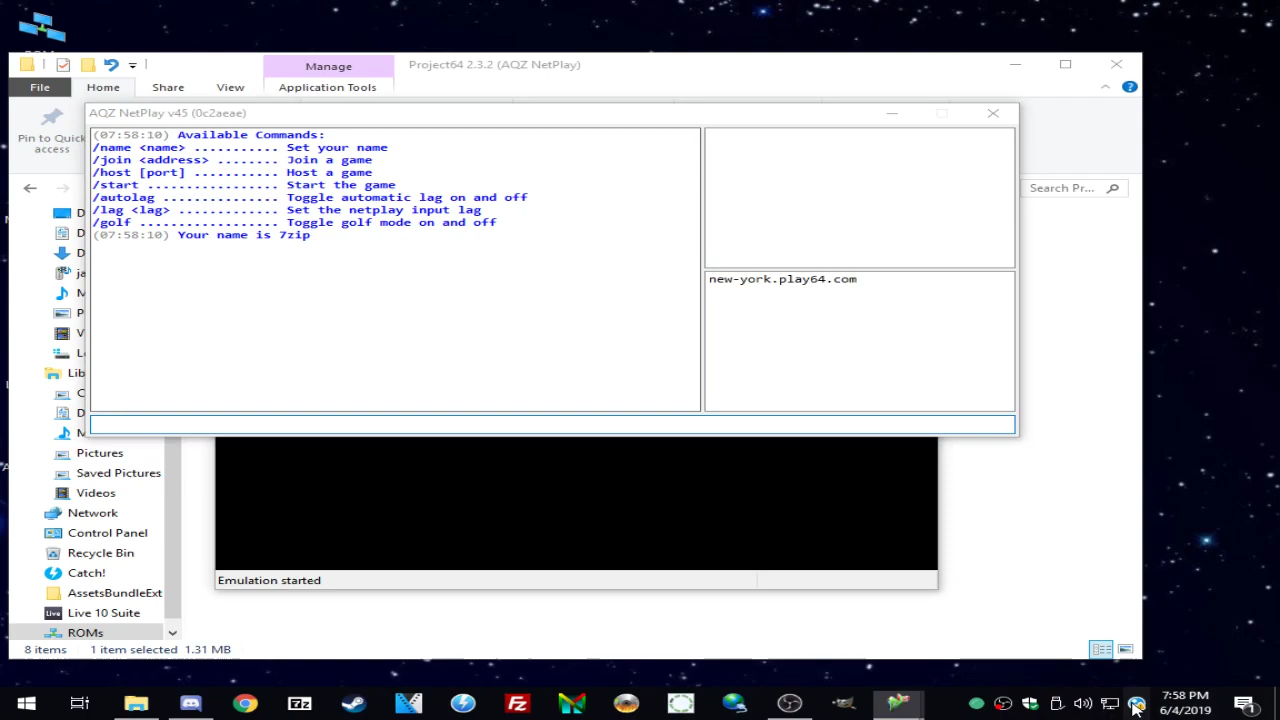 Manage
Project64 2.3.2 (AQZ NetPlay)
File
Home
Share
View
Application Tools
Pin to Quick
access
AQZ NetPlay v45 (0c2aeae)
(07:58:10) Available Commands:
/name <name> ........... Set your name
/join <address> ........ Join a game
/host [port] ........... Host a game
/start ................. Start the game
/autolag ............... Toggle automatic lag on and off
/lag <lag> ............. Set the netplay input lag
/golf .................. Toggle golf mode on and off
(07:58:10) Your name is 7zip
new-york.play64.com
Search Pr...
D
D
D
ja
M
P
V
Lo
Lib
C
D
M
Pictures
Saved Pictures
Videos
Network
Control Panel
Recycle Bin
Catch!
AssetsBundleExt
Live 10 Suite
ROMs
Emulation started
8 items
1 item selected 1.31 MB
7:58 PM
6/4/2019
1